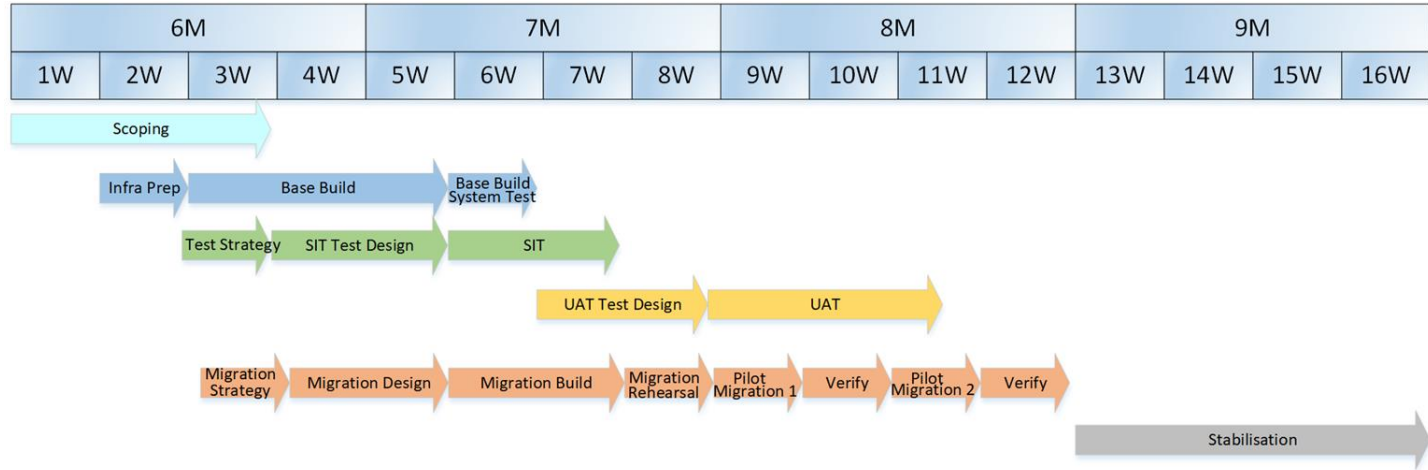 6M 7M 8M 9M
1W 2W 3W 4W 5W 6W 7W 8W 9W 10W 11W 12W 13W 14W 15W 16W
Scoping
Infra Prep
Base Build
Base Build
System Test
Test Strategy
SIT Test Design
SIT
UAT Test Design
UAT
Migration
Strategy
Migration Design
Migration Build
Migration
Rehearsal
Pilot
Migration 1
Verify
Pilot
Migration 2
Verify
Stabilisation